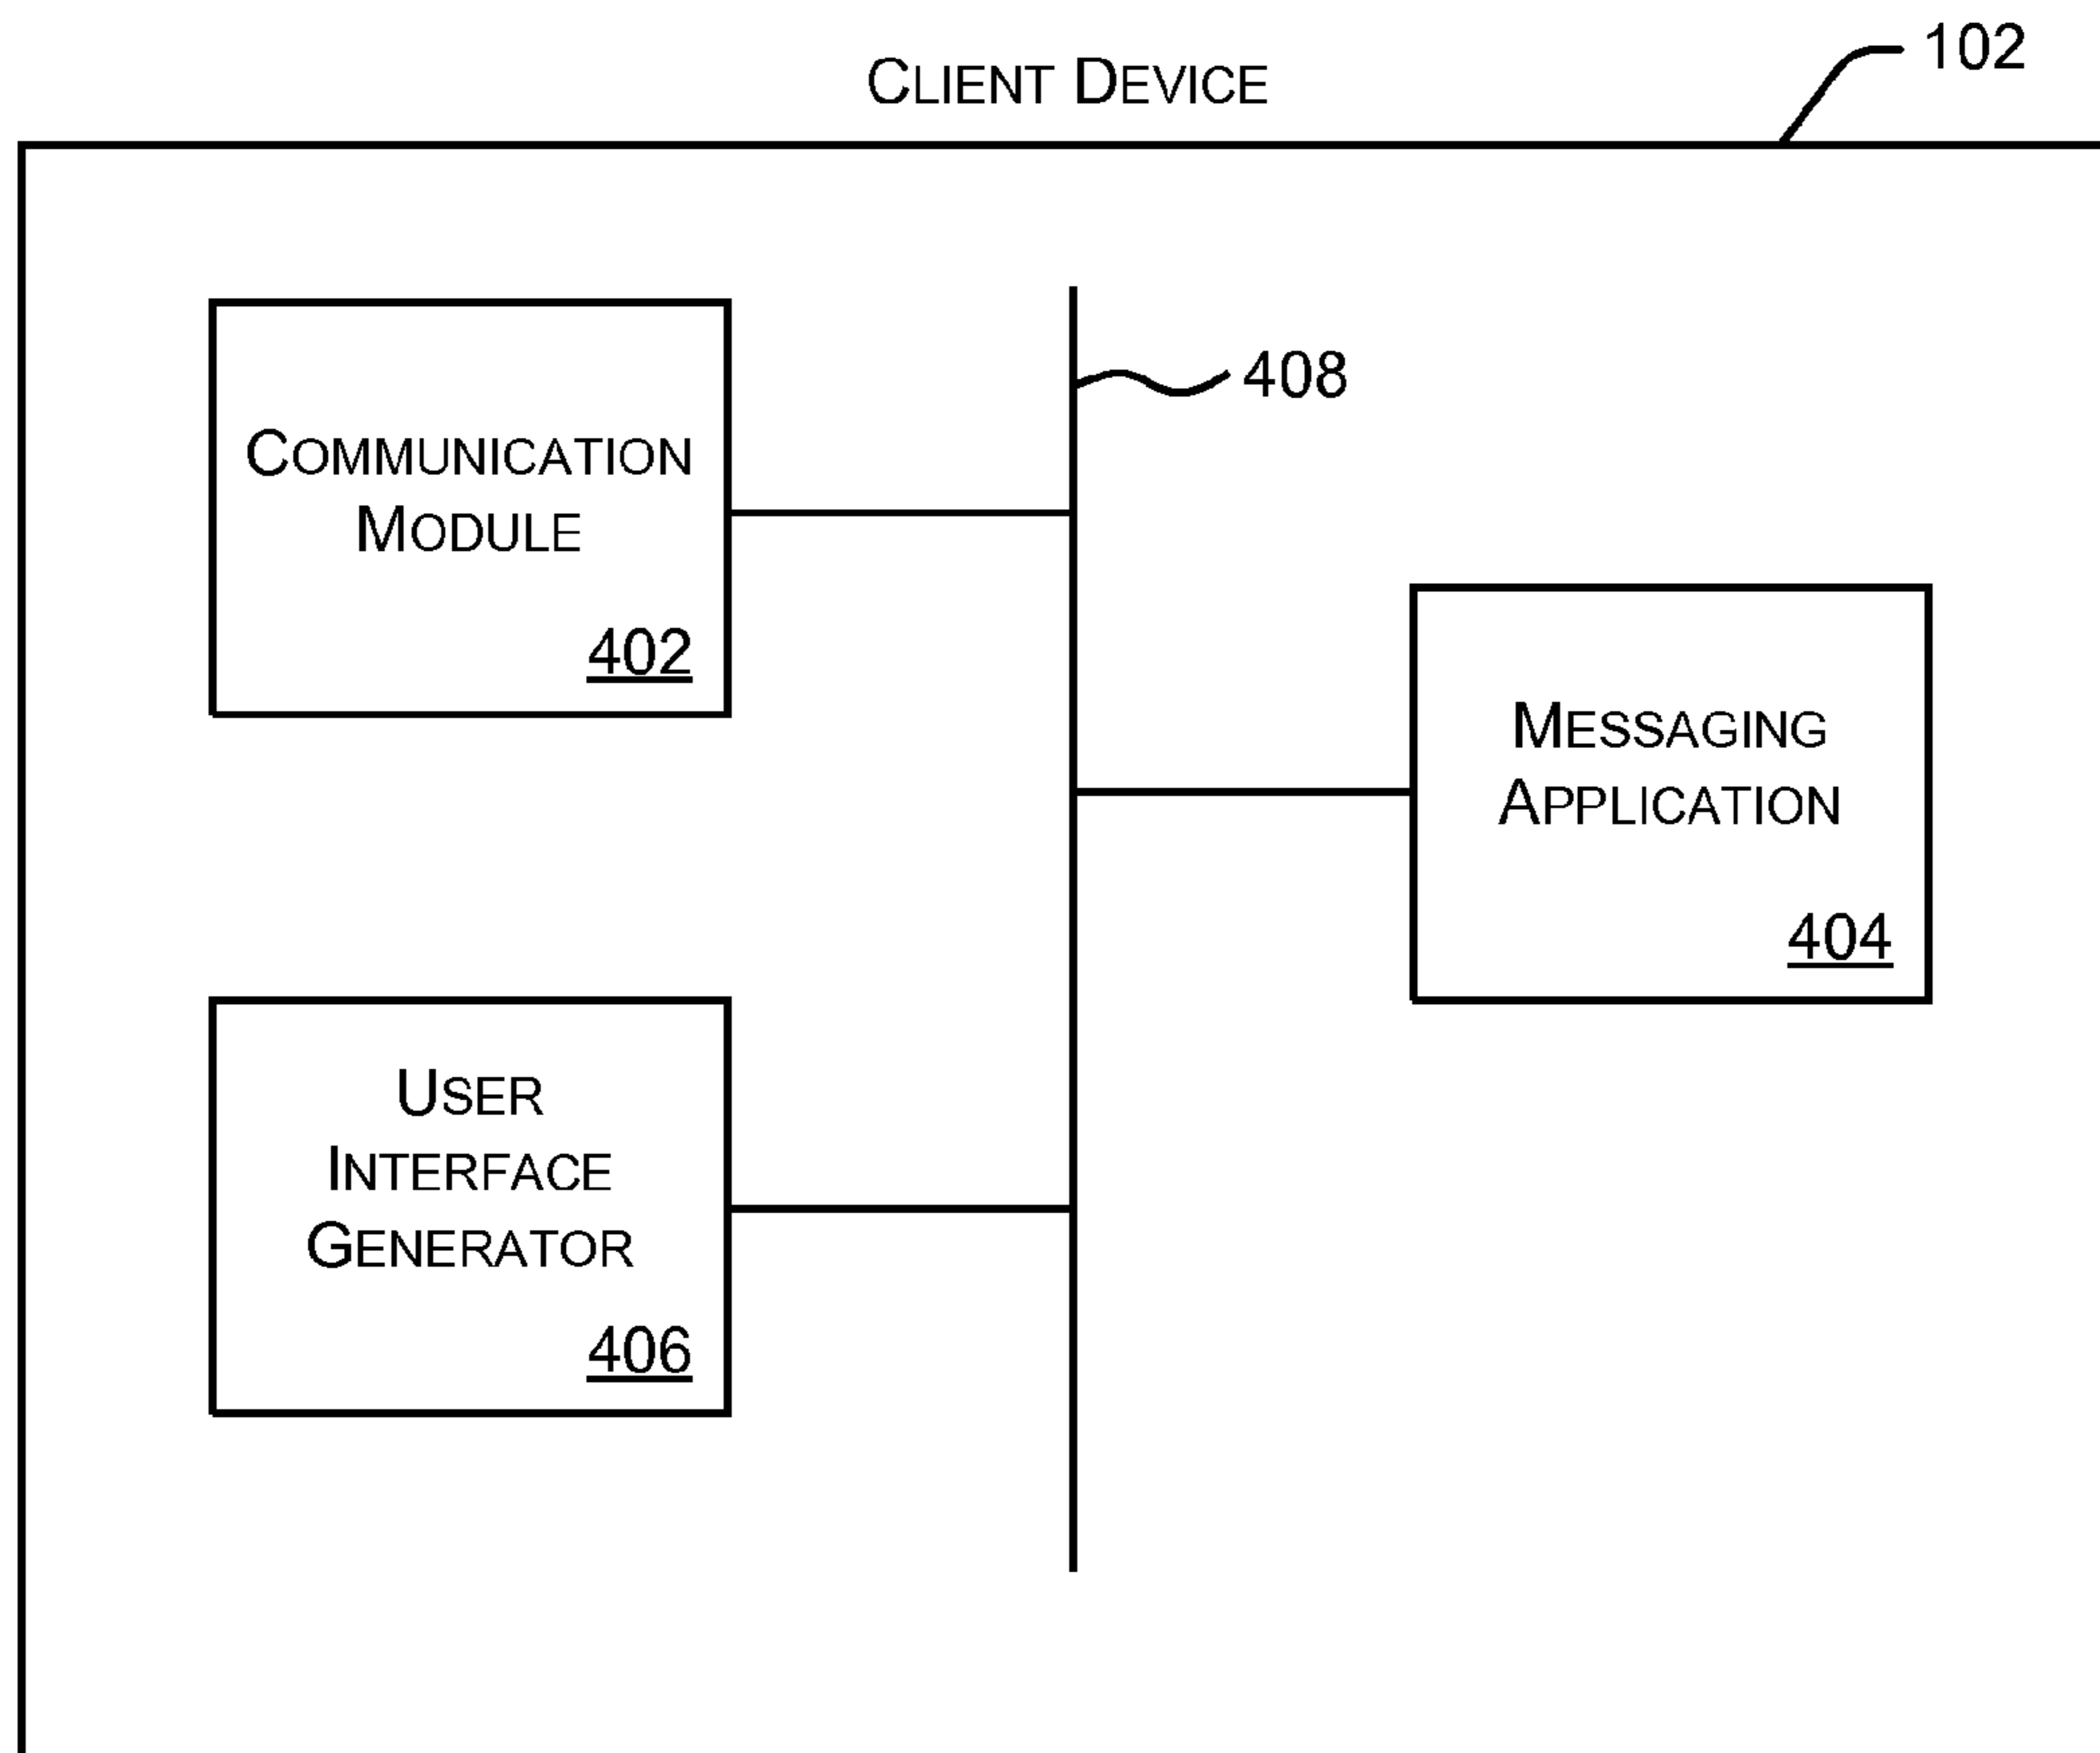 CLIENT DEVICE
102
408
COMMUNICATION
MODULE
402
MESSAGING
APPLICATION
404
USER
INTERFACE
GENERATOR
406